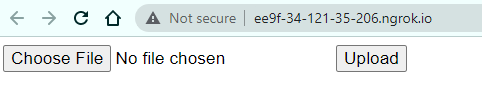 Not secure | ee9f-34-121-35-206.ngrok.io
Choose File No file chosen Upload